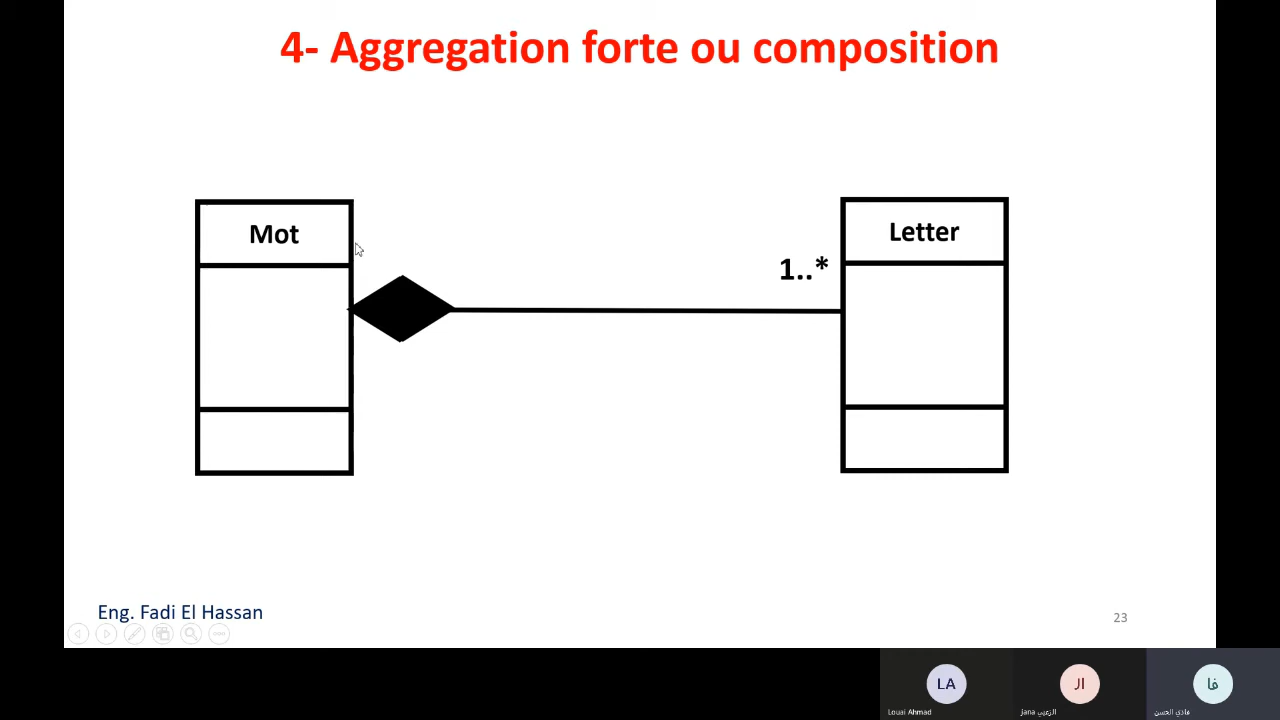 4- Aggregation forte ou composition
Mot
Letter
1..*
Eng. Fadi El Hassan
23
LA
ال
فا
Louai Ahmad
jana الزعبي
فادي الحسن